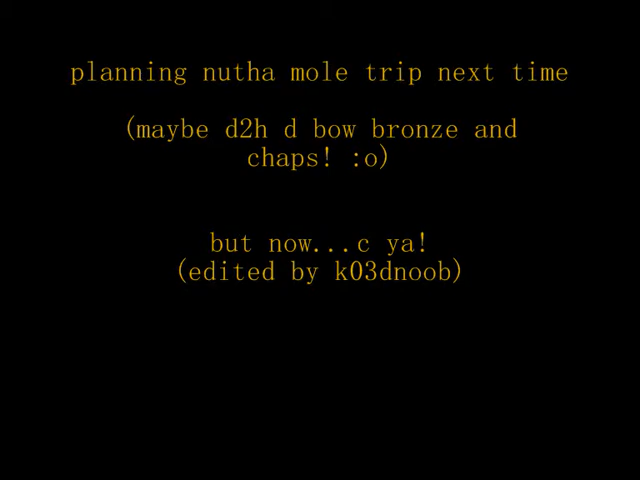 planning nutha mole trip next time
(maybe d2h d bow bronze and
chaps! :o)
but now...c ya!
(edited by k03dnoob)